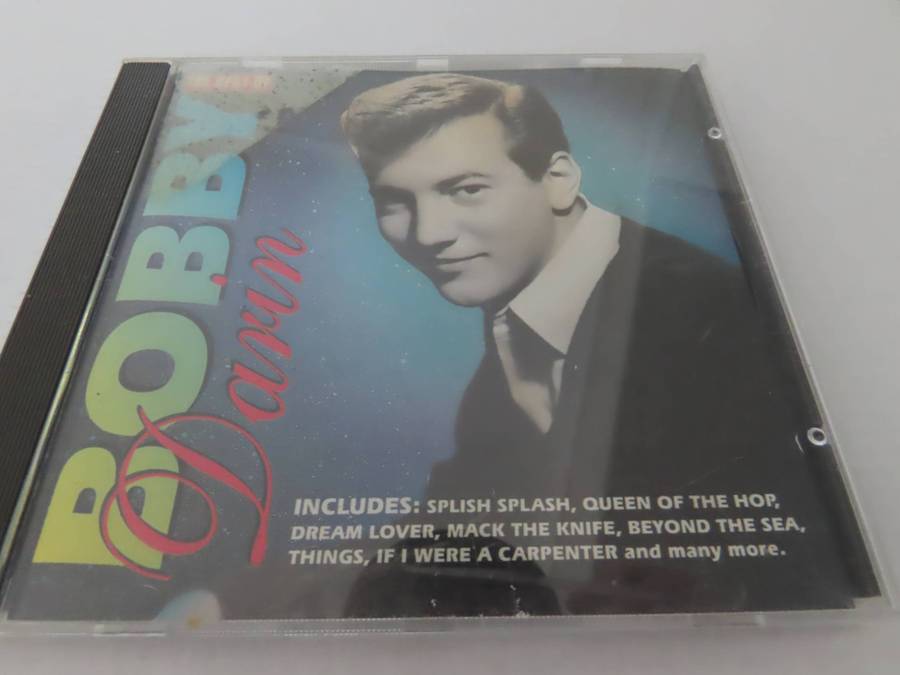 BOBBY
Darin
INCLUDES: SPLISH SPLASH, QUEEN OF THE HOP,
DREAM LOVER, MACK THE KNIFE, BEYOND THE SEA,
THINGS, IF I WERE A CARPENTER and many more.